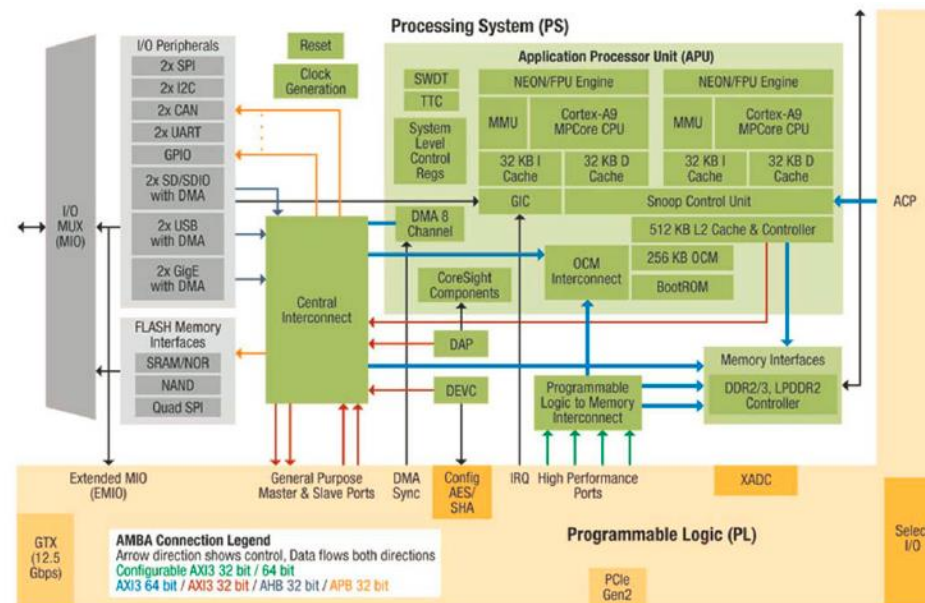 Processing System (PS)
I/O Peripherals
2x SPI
2x I2C
2x CAN
2x UART
GPIO
2x SD/SDIO
with DMA
2x USB
with DMA
2x GigE
with DMA
I/O
MUX
(MIO)
FLASH Memory
Interfaces
SRAM/NOR
NAND
Quad SPI
Reset
Clock
Generation
Central
Interconnect
Application Processor Unit (APU)
SWDT
TTC
System
Level
Control
Regs
NEON/FPU Engine
MMU
Cortex-A9
MPCore CPU
32 KB I
Cache
32 KB D
Cache
NEON/FPU Engine
MMU
Cortex-A9
MPCore CPU
32 KB I
Cache
32 KB D
Cache
GIC
Snoop Control Unit
DMA 8
Channel
512 KB L2 Cache & Controller
OCM
Interconnect
256 KB OCM
BootROM
CoreSight
Components
DAP
DEVC
Programmable
Logic to Memory
Interconnect
Memory Interfaces
DDR2/3, LPDDR2
Controller
ACP
Extended MIO
(EMIO)
General Purpose
Master & Slave Ports
DMA
Sync
Config
AES/
SHA
IRQ
High Performance
Ports
XADC
Programmable Logic (PL)
GTX
(12.5
Gbps)
AMBA Connection Legend
Arrow direction shows control, Data flows both directions
Configurable AXI3 32 bit / 64 bit
AXI3 64 bit / AXI3 32 bit / AHB 32 bit / APB 32 bit
PCIe
Gen2
Select
I/O